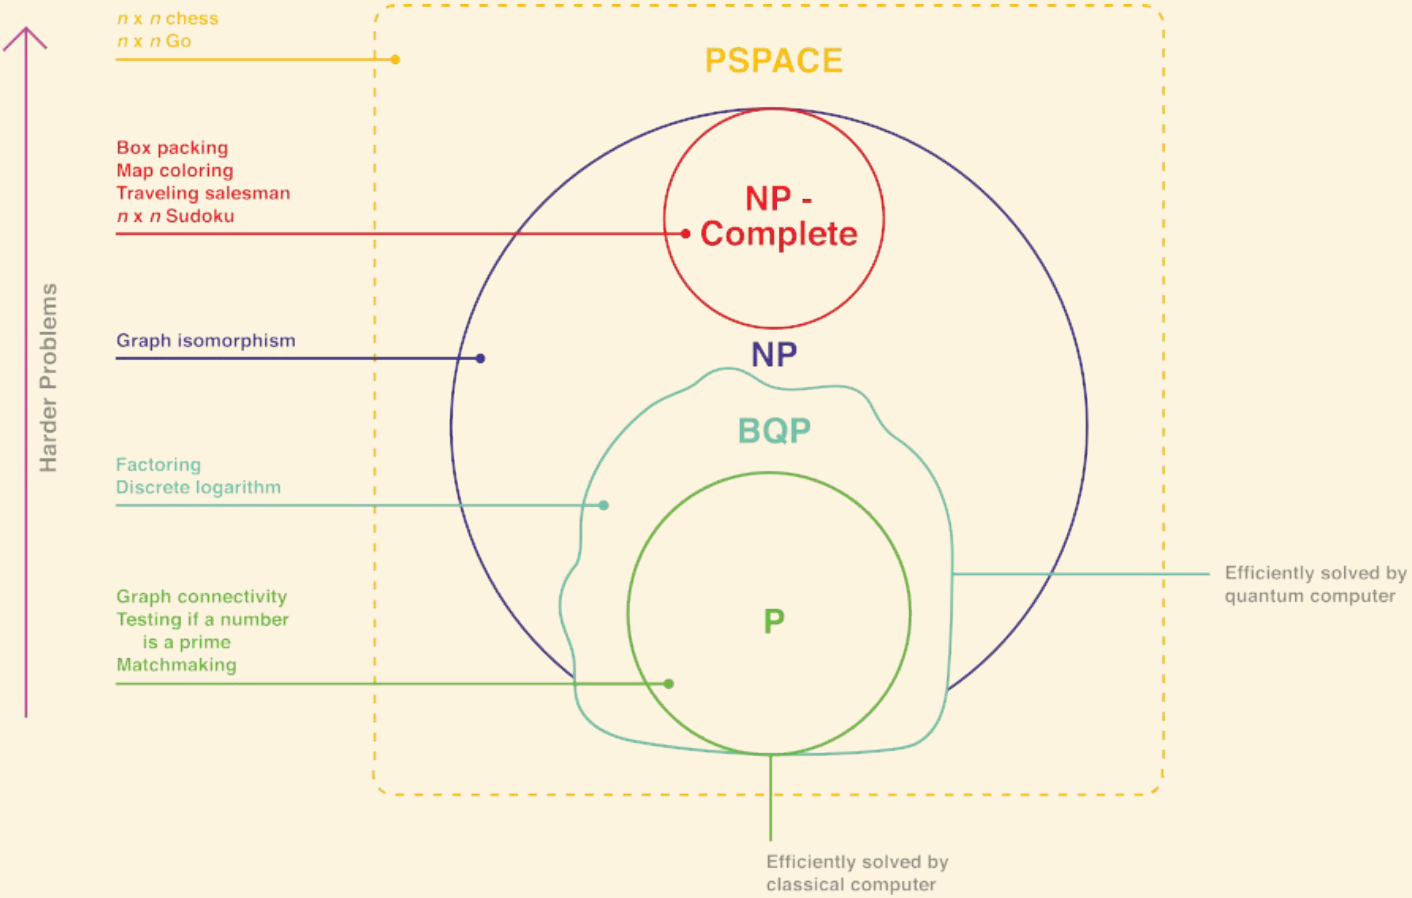 n x n chess
n x n Go
PSPACE
Box packing
Map coloring
Traveling salesman
n x n Sudoku
NP -
Complete
Harder Problems
Graph isomorphism
NP
BQP
Factoring
Discrete logarithm
Efficiently solved by
quantum computer
Graph connectivity
Testing if a number
is a prime
Matchmaking
P
Efficiently solved by
classical computer